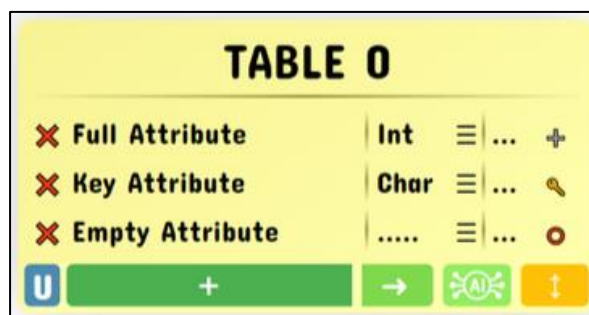 TABLE 0
Full Attribute Int ...
Key Attribute Char ...
Empty Attribute ..... ...
U + → AI ↕